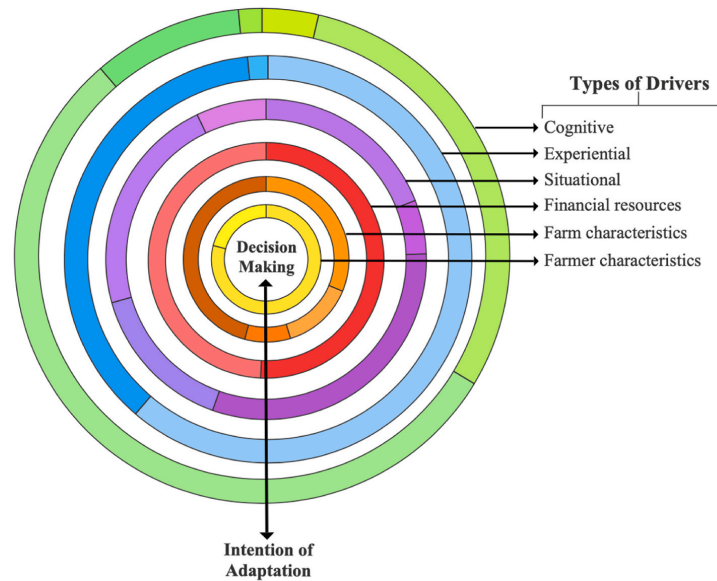 Types of Drivers
Cognitive
Experiential
Situational
Financial resources
Farm characteristics
Farmer characteristics
Decision
Making
Intention of
Adaptation